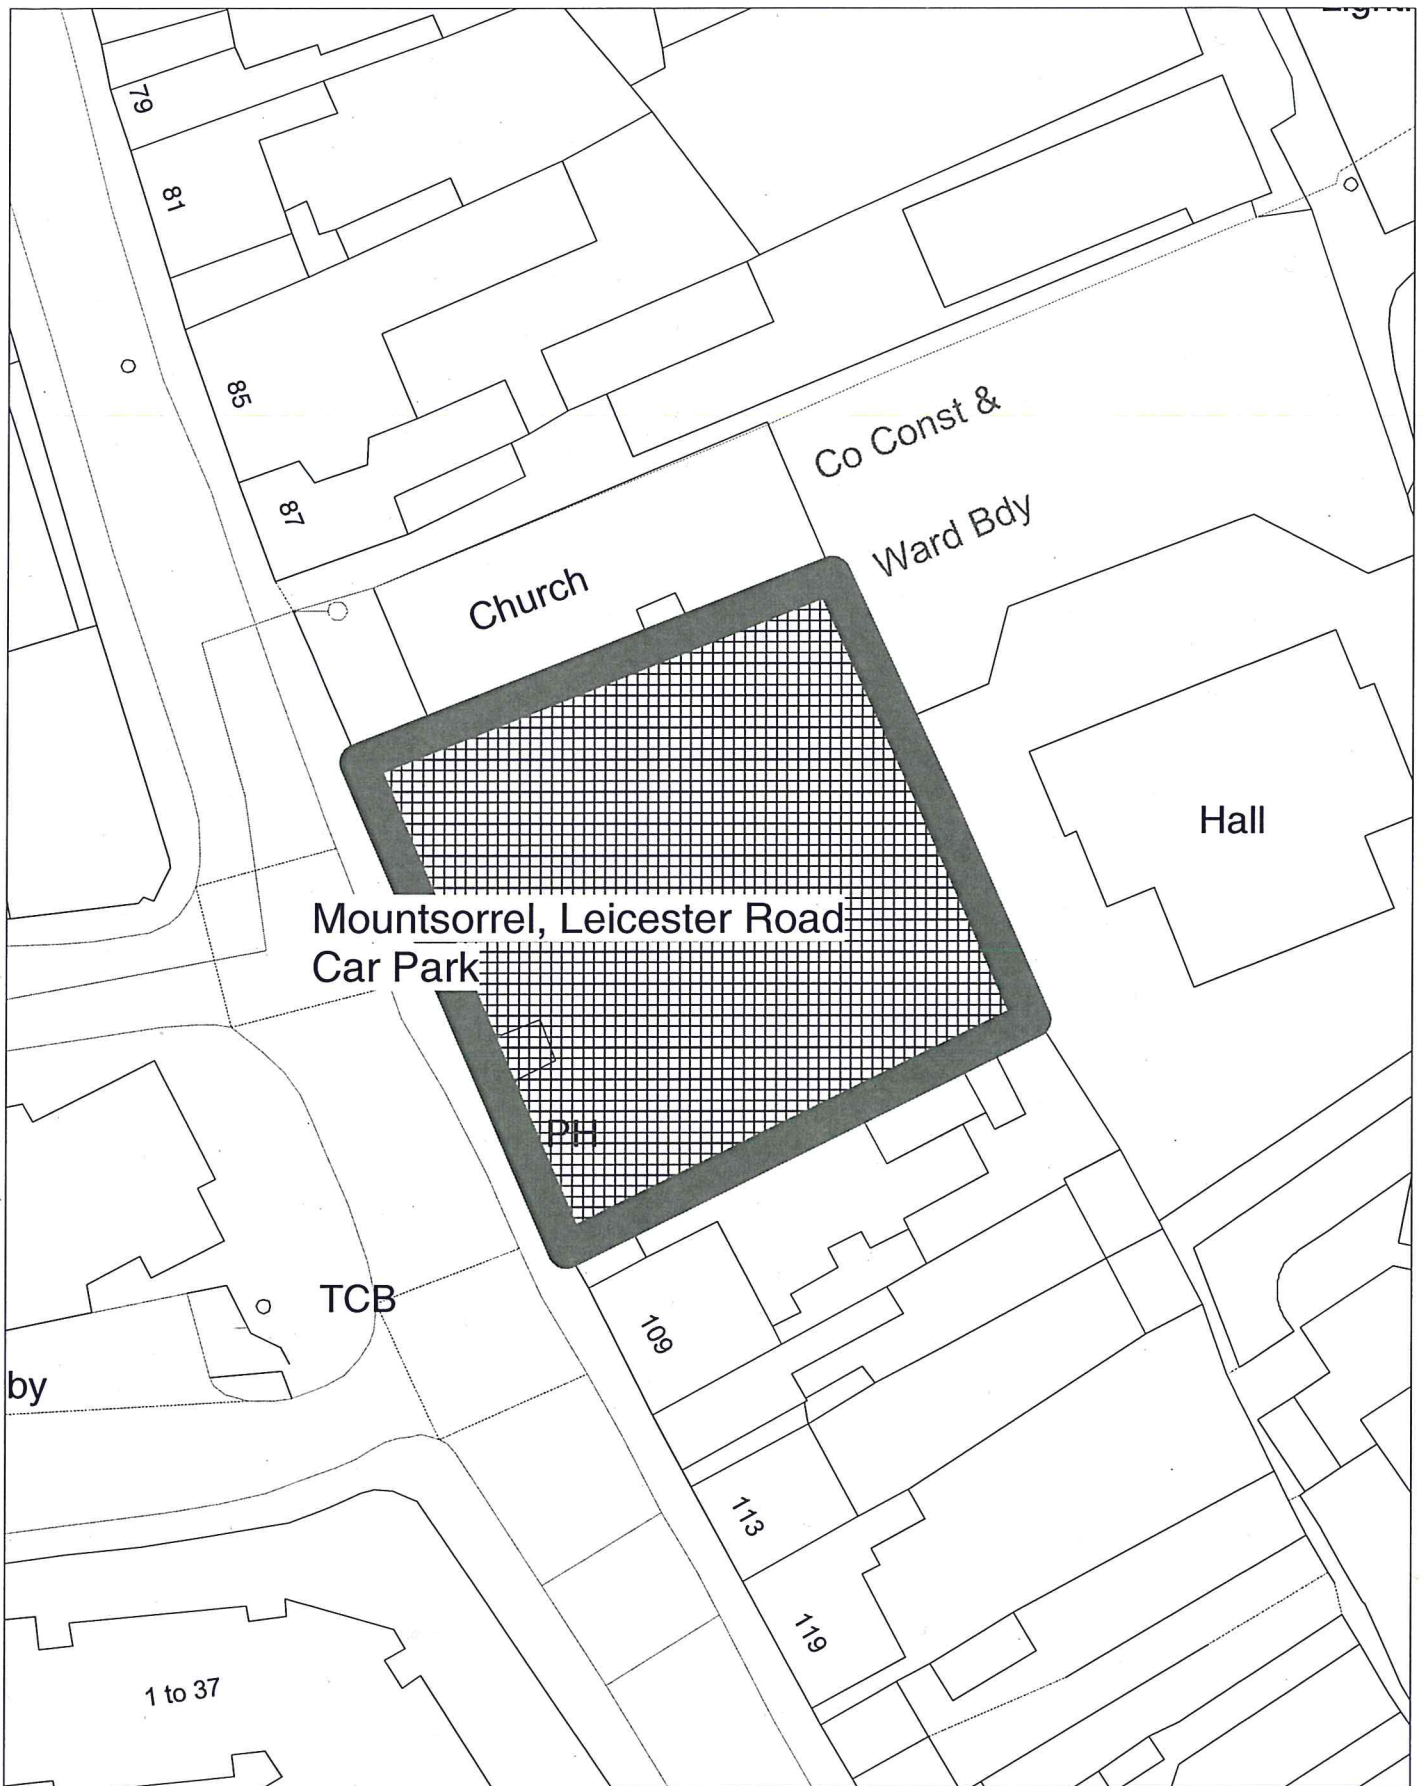 79
81
85
87
Co Const &
Ward Bdy
Church
Hall
Mountsorrel, Leicester Road
Car Park
PH
TCB
by
109
113
119
1 to 37